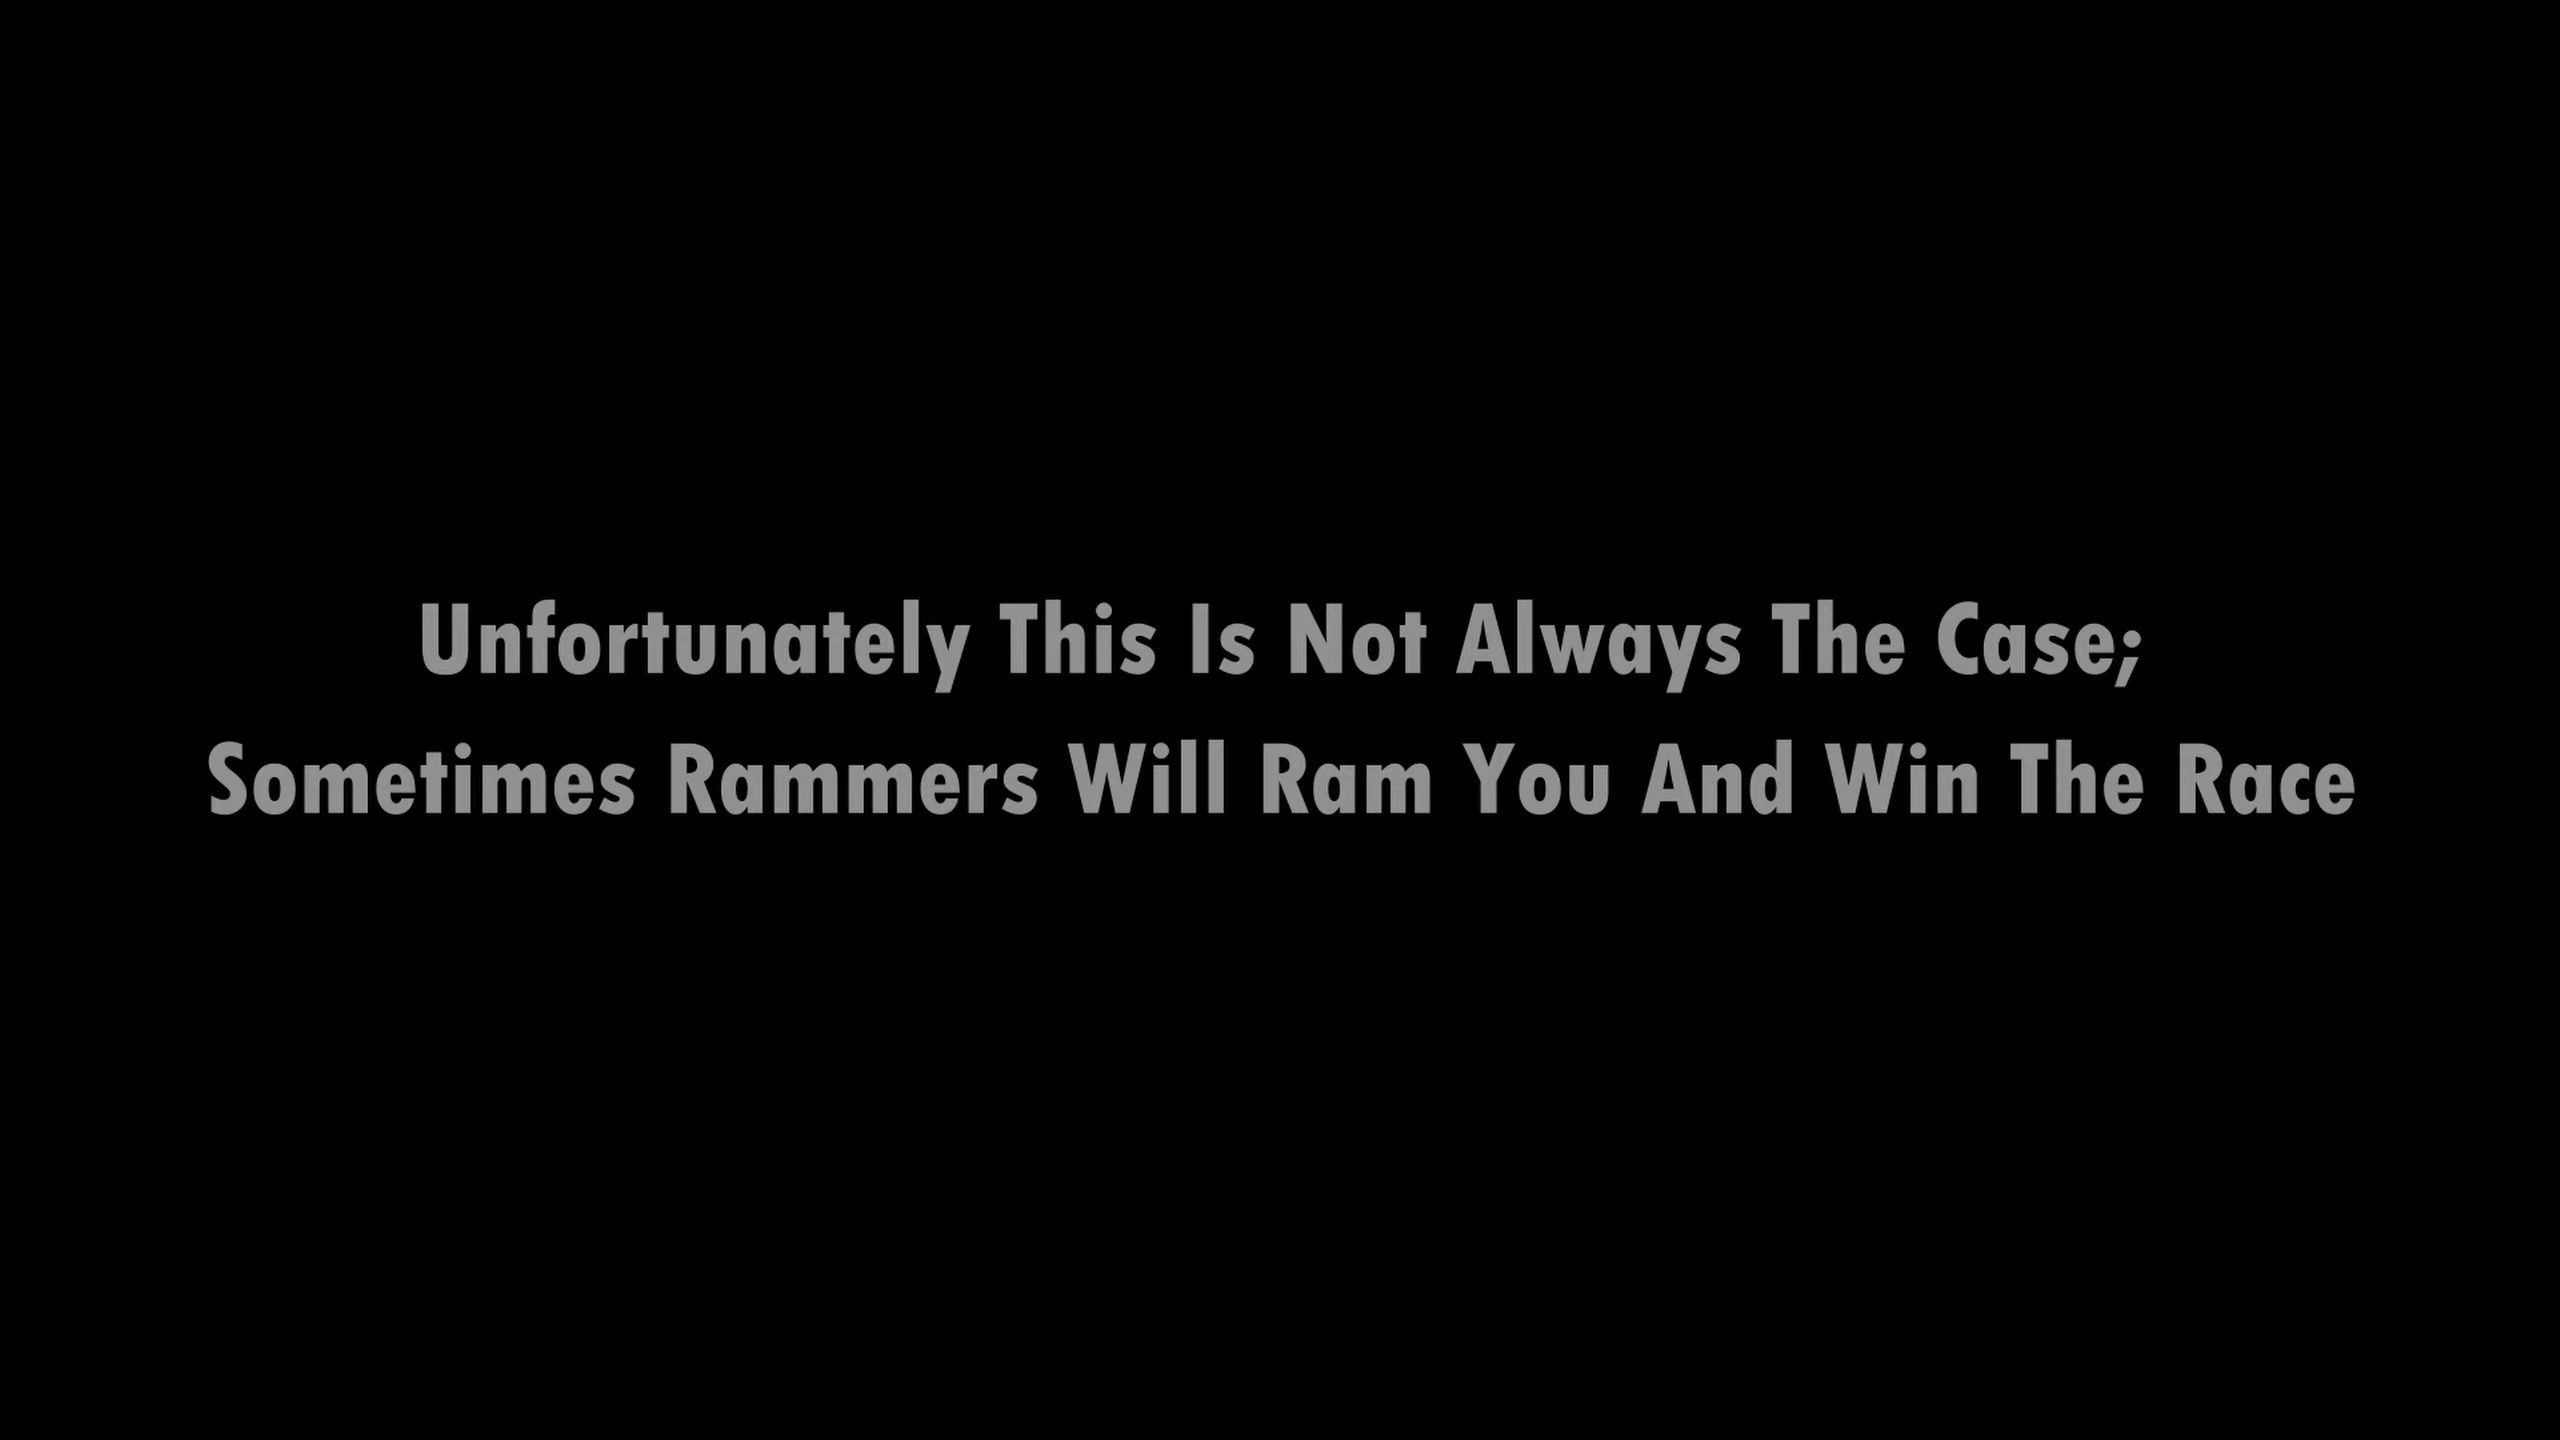 Unfortunately This Is Not Always The Case;
Sometimes Rammers Will Ram You And Win The Race